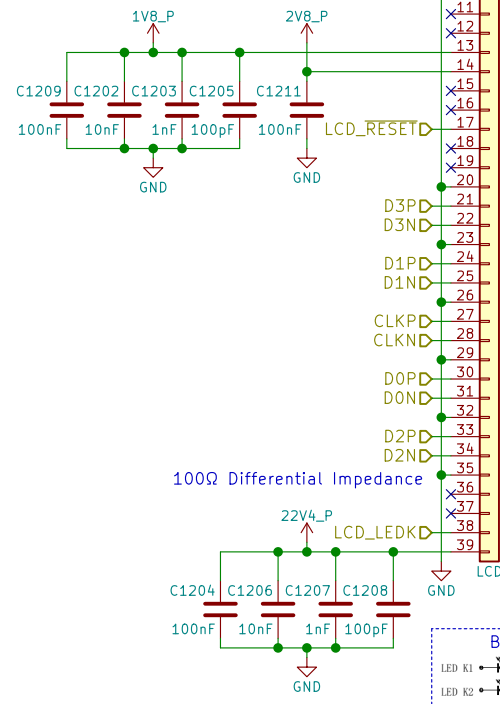 1V8_P 2V8_P
11
12
13
14
C1209 C1202 C1203 C1205 C1211
15
16
100nF 10nF 1nF 100pF 100nF LCD_RESET 17
18
19
GND GND
20
D3P 21
D3N 22
23
D1P 24
D1N 25
26
CLKP 27
CLKN 28
29
D0P 30
D0N 31
32
D2P 33
D2N 34
35
100Ω Differential Impedance
36
37
22V4_P
LCD_LEDK 38
39
GND LCD
C1204 C1206 C1207 C1208
100nF 10nF 1nF 100pF
GND
B
LED K1
LED K2